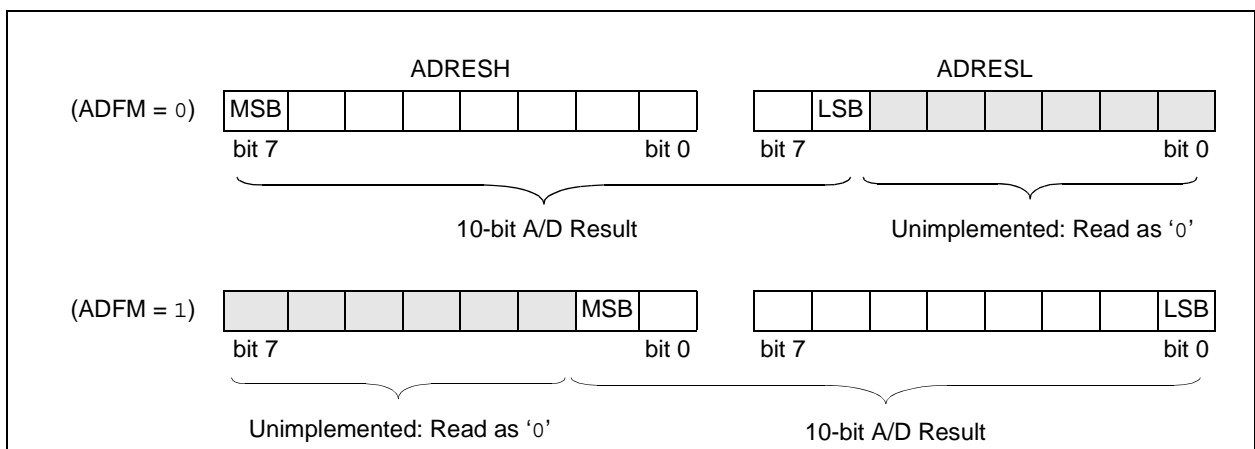 ADRESH ADRESL
(ADFM = 0) MSB LSB
bit 7 bit 0 bit 7 bit 0
10-bit A/D Result Unimplemented: Read as ‘0’
(ADFM = 1) MSB LSB
bit 7 bit 0 bit 7 bit 0
Unimplemented: Read as ‘0’ 10-bit A/D Result